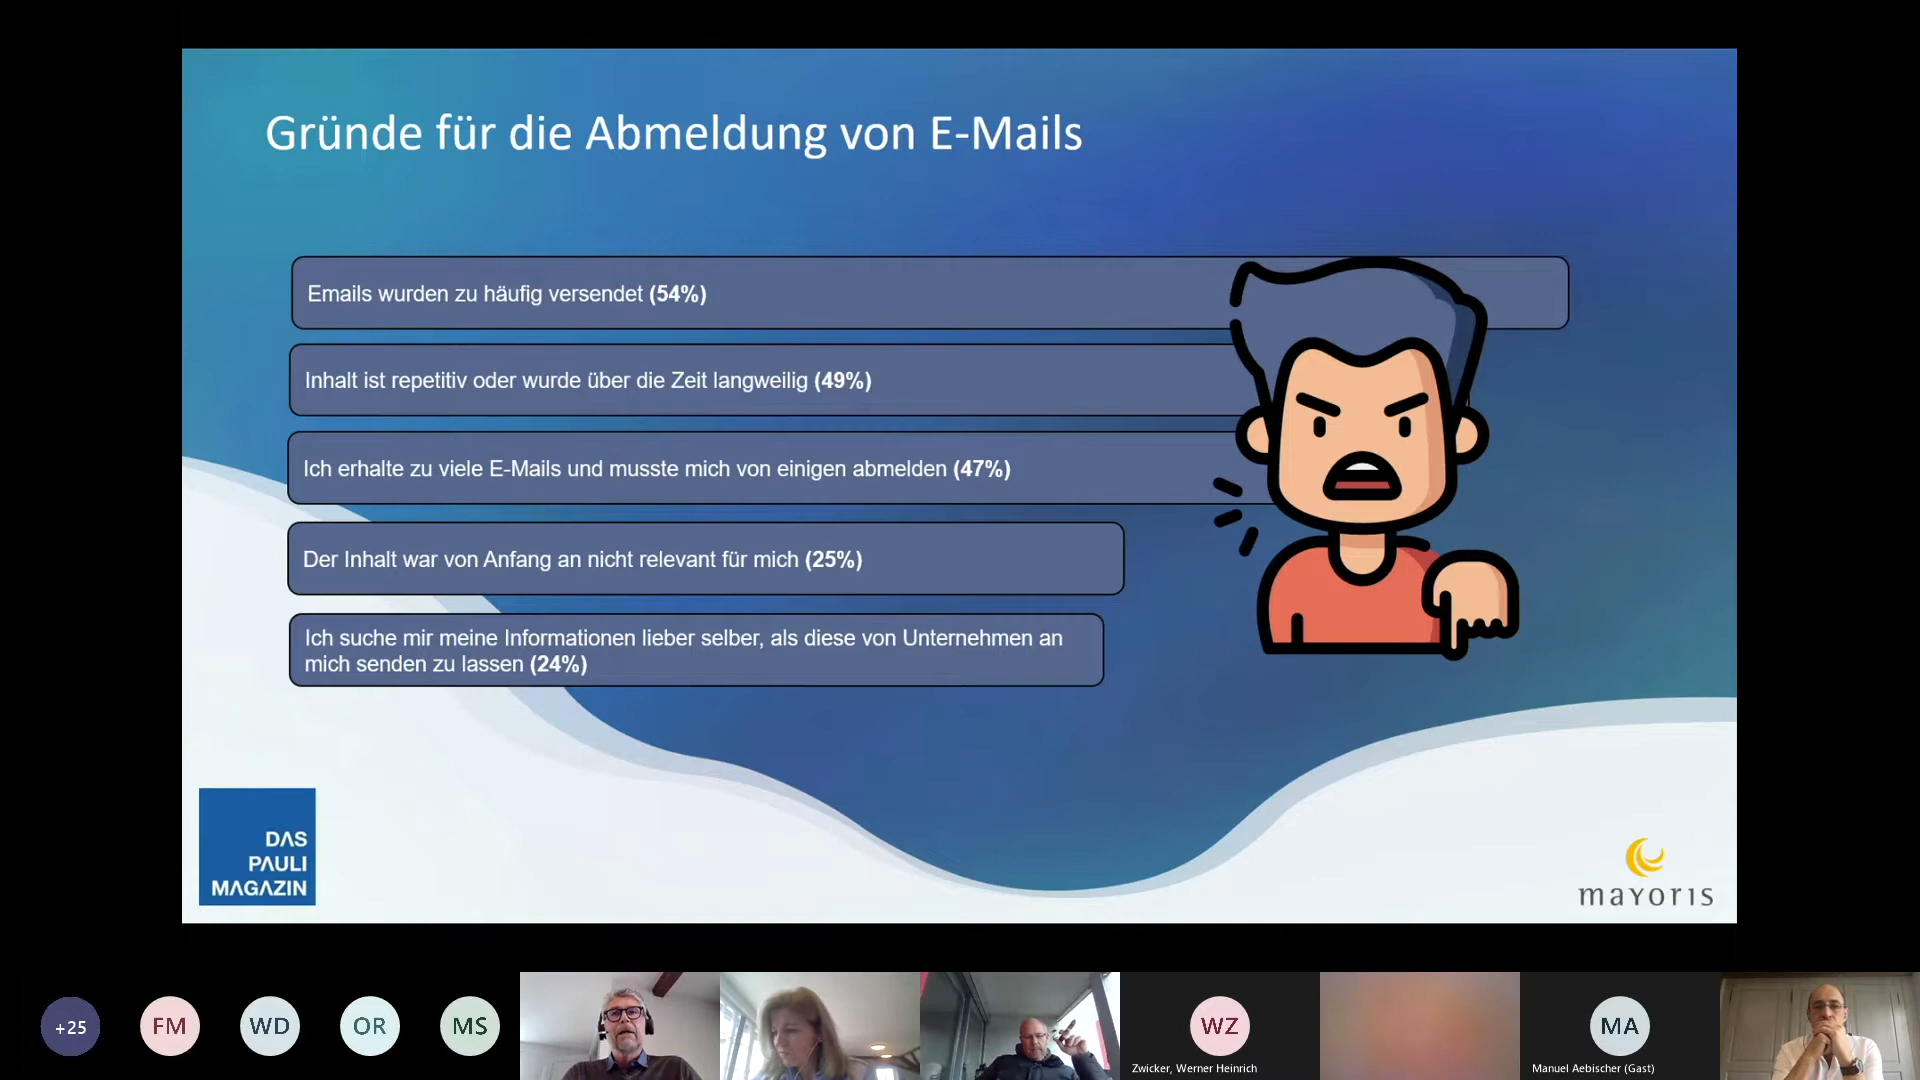 Gründe für die Abmeldung von E-Mails
Emails wurden zu häufig versendet (54%)
Inhalt ist repetitiv oder wurde über die Zeit langweilig (49%)
Ich erhalte zu viele E-Mails und musste mich von einigen abmelden (47%)
Der Inhalt war von Anfang an nicht relevant für mich (25%)
Ich suche mir meine Informationen lieber selber, als diese von Unternehmen an
mich senden zu lassen (24%)
DAS
PAULI
MAGAZIN
mayoris
+25
FM
WD
OR
MS
WZ
Zwicker, Werner Heinrich
MA
Manuel Aebischer (Gast)